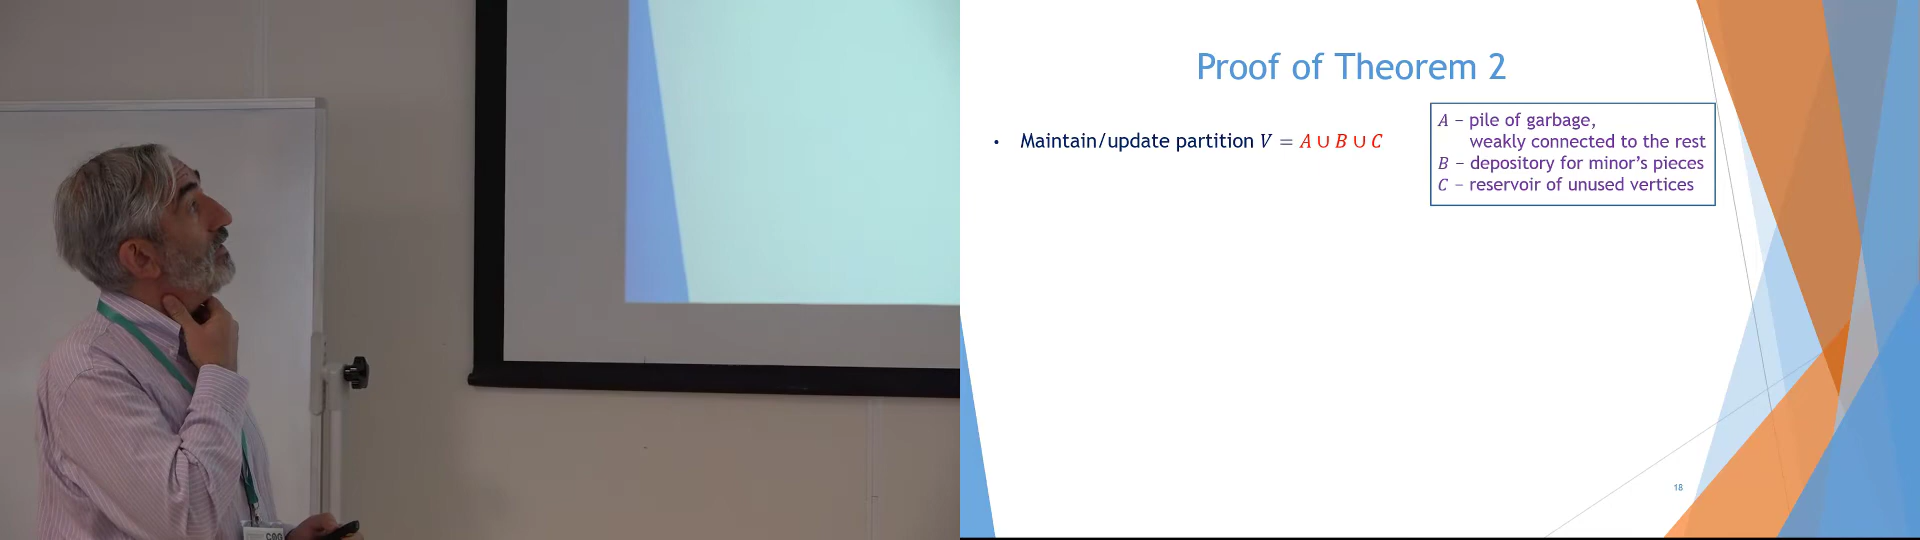 Proof of Theorem 2
• Maintain/update partition V = A ∪ B ∪ C
A – pile of garbage,
weakly connected to the rest
B – depository for minor's pieces
C – reservoir of unused vertices
18